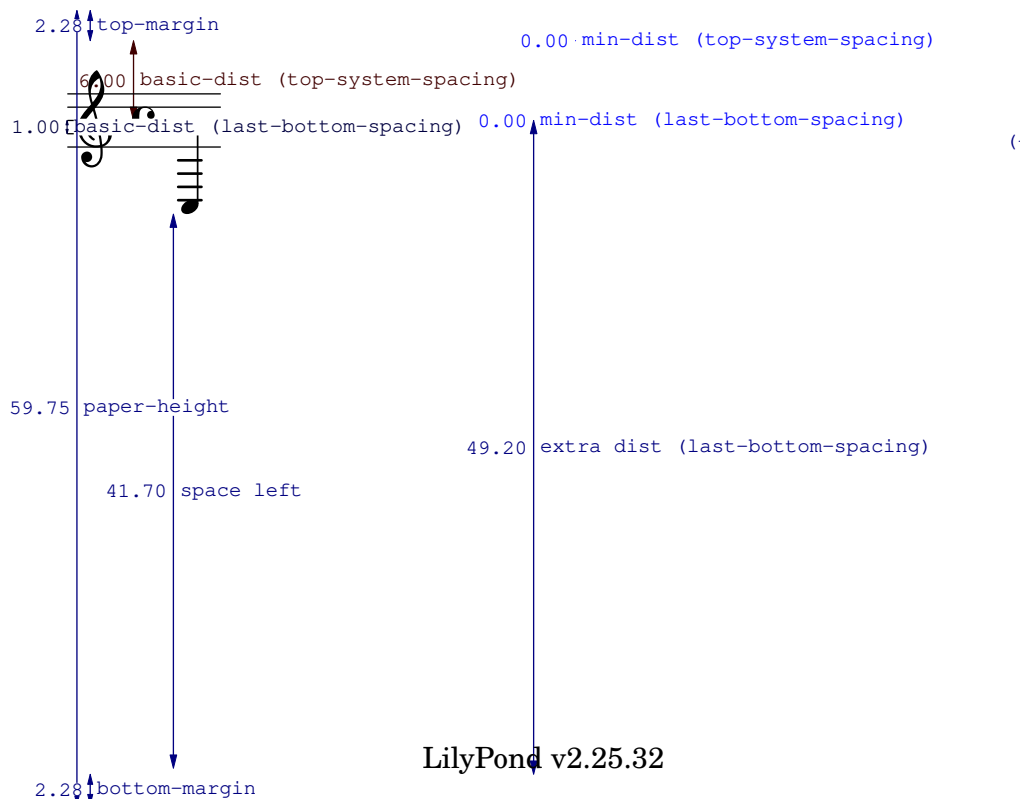 2.28 top-margin
0.00 min-dist (top-system-spacing)
6.00 basic-dist (top-system-spacing)
1.00 basic-dist (last-bottom-spacing)
0.00 min-dist (last-bottom-spacing)
59.75 paper-height
49.20 extra dist (last-bottom-spacing)
41.70 space left
LilyPond v2.25.32
2.28 bottom-margin